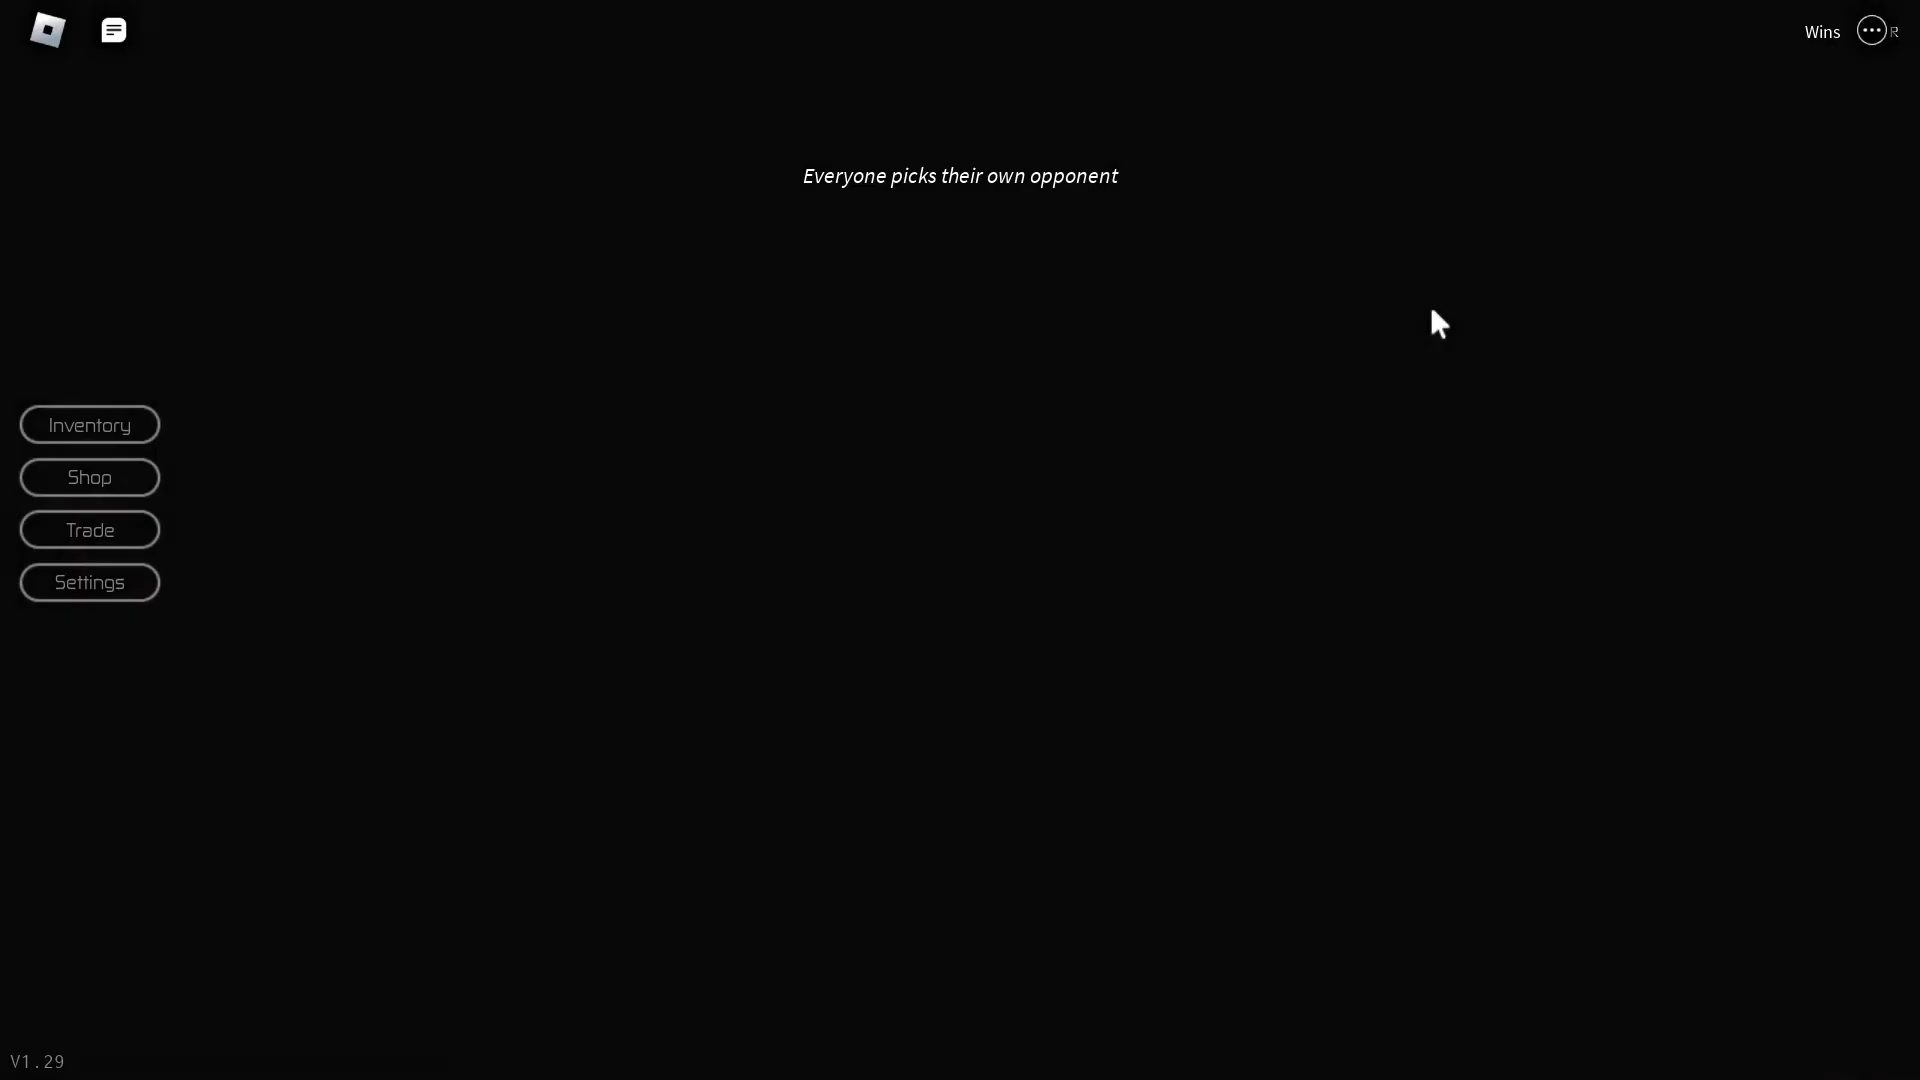 Wins
R
Everyone picks their own opponent
Inventory
Shop
Trade
Settings
V1.29